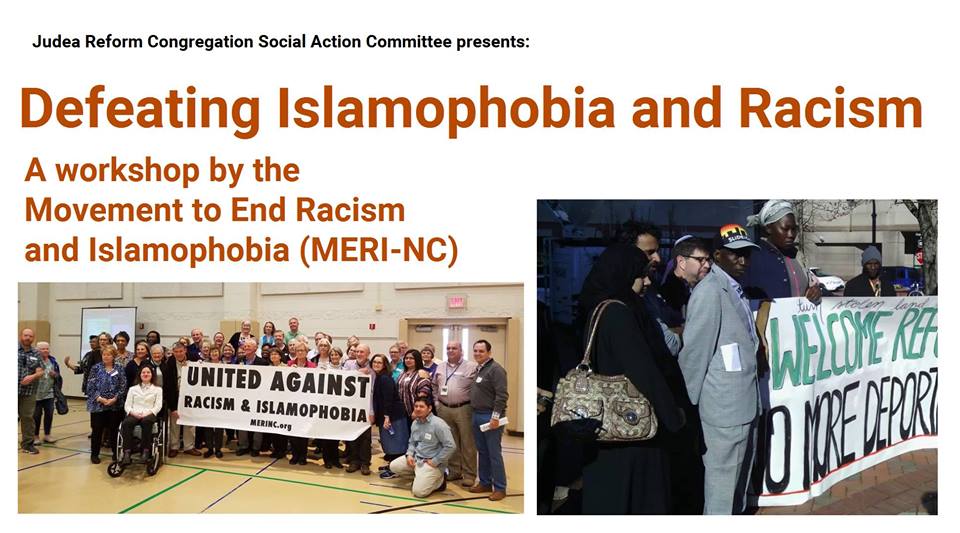 Judea Reform Congregation Social Action Committee presents:
Defeating Islamophobia and Racism
A workshop by the
Movement to End Racism
and Islamophobia (MERI-NC)
UNITED AGAINST
RACISM & ISLAMOPHOBIA
MERINC.org
stolen land
WELCOME REF
NO MORE DEPORT